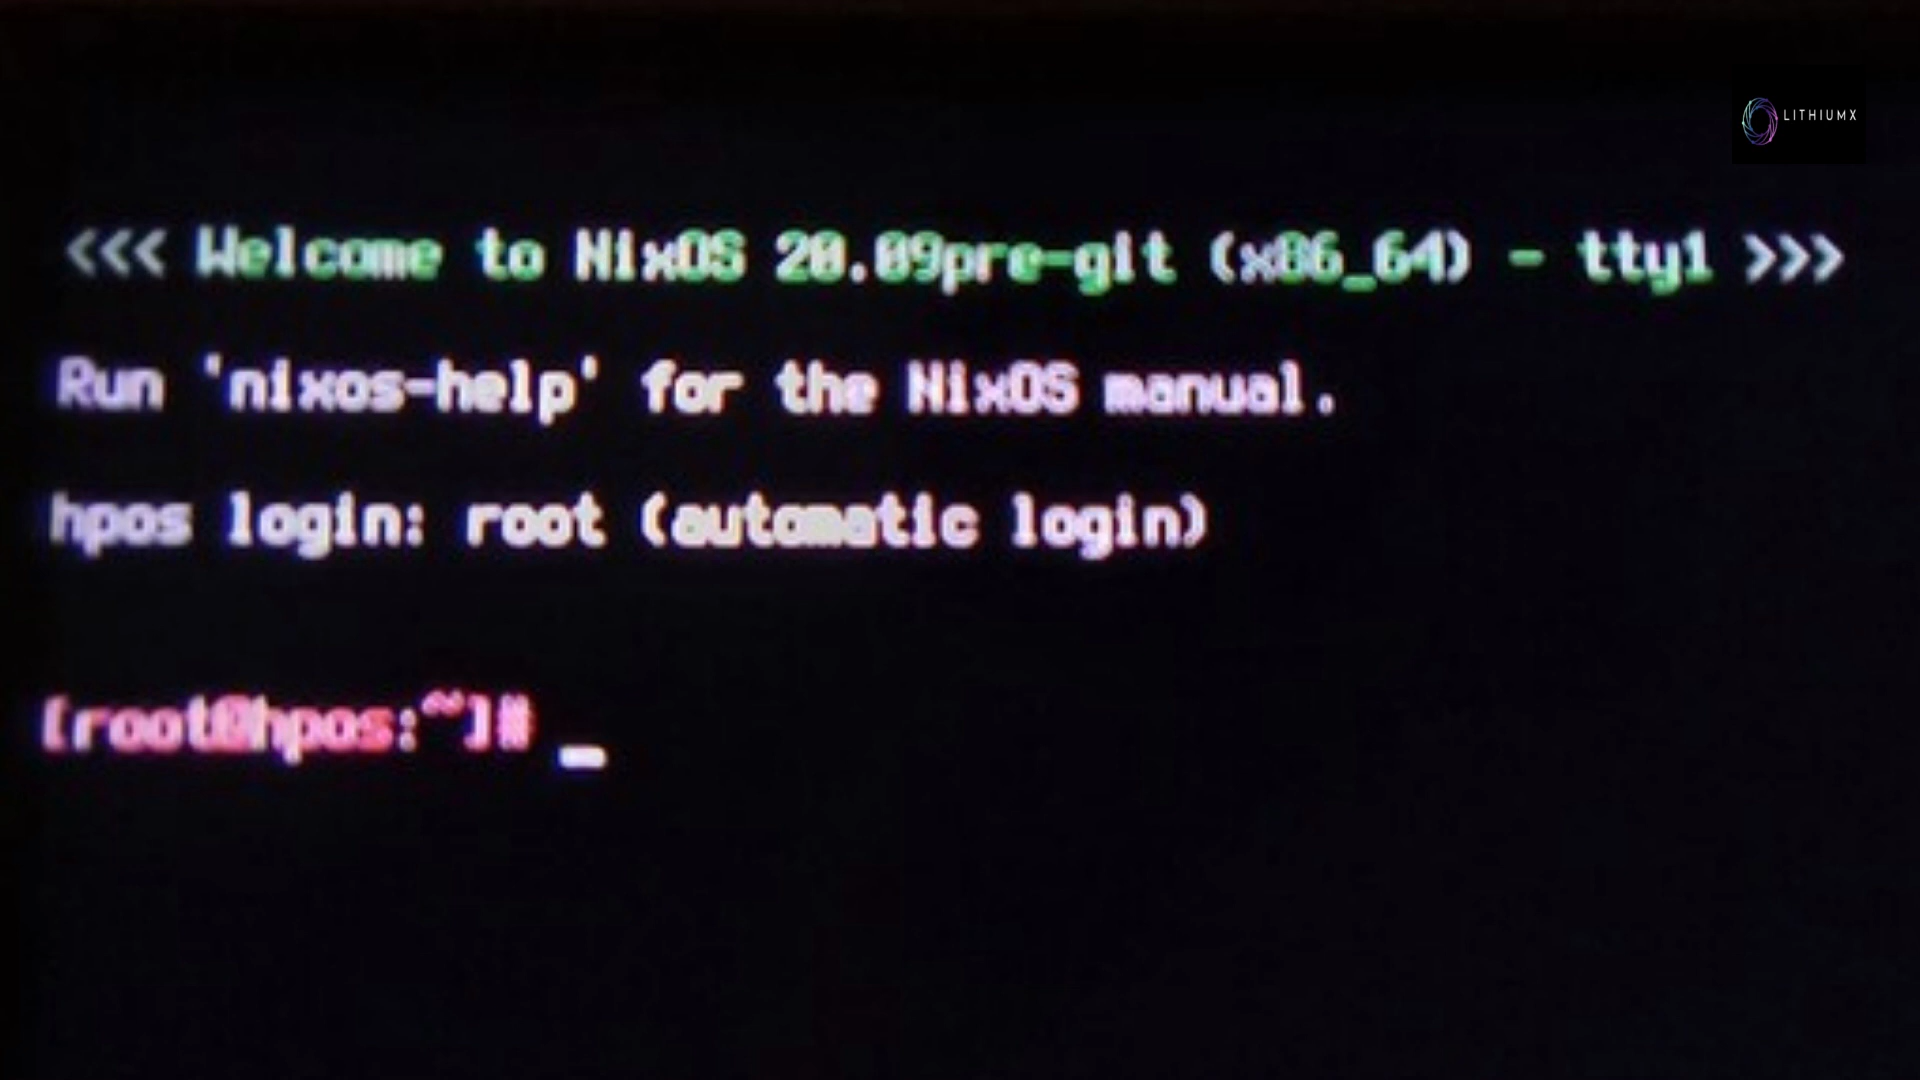 LITHIUMX
<<< Welcome to NixOS 20.09pre-git (x86_64) - tty1 >>>
Run 'nixos-help' for the NixOS manual.
hpos login: root (automatic login)
[root@hpos:~]#